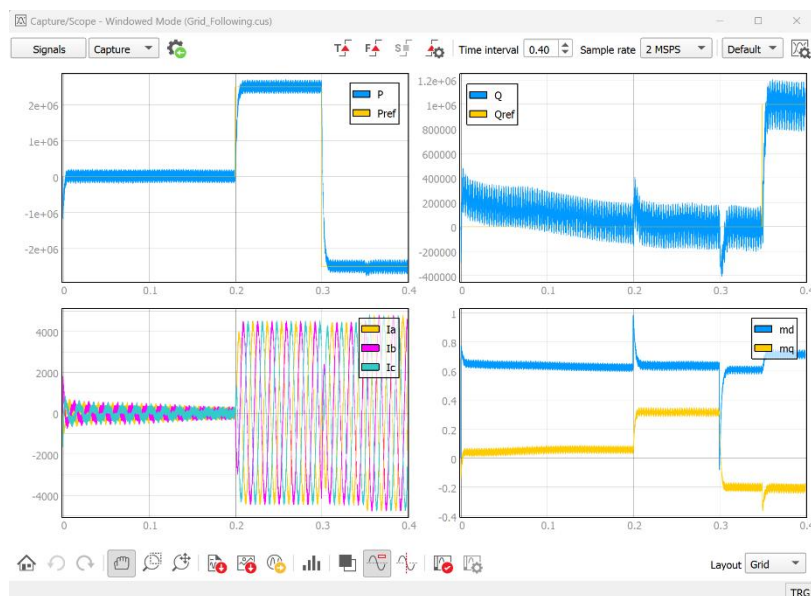 Capture/Scope - Windowed Mode (Grid_Following.cus)
Signals Capture Time interval 0.40 Sample rate 2 MSPS Default
T F S
2e+06
1e+06
0
-1e+06
-2e+06
P
Pref
0 0.1 0.2 0.3 0.4
1.2e+06
1e+06
800000
600000
400000
200000
0
-200000
-400000
Q
Qref
0 0.1 0.2 0.3 0.4
4000
2000
0
-2000
-4000
Ia
Ib
Ic
0 0.1 0.2 0.3 0.4
1
0.8
0.6
0.4
0.2
0
-0.2
-0.4
md
mq
0 0.1 0.2 0.3 0.4
Layout Grid
TRG